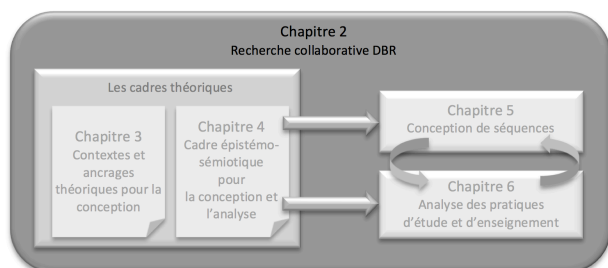 Chapitre 2
Recherche collaborative DBR
Les cadres théoriques
Chapitre 3
Contextes et
ancrages
théoriques pour la
conception
Chapitre 4
Cadre épistémo-
sémiotique
pour
la conception et
l'analyse
Chapitre 5
Conception de séquences
Chapitre 6
Analyse des pratiques
d'étude et d'enseignement